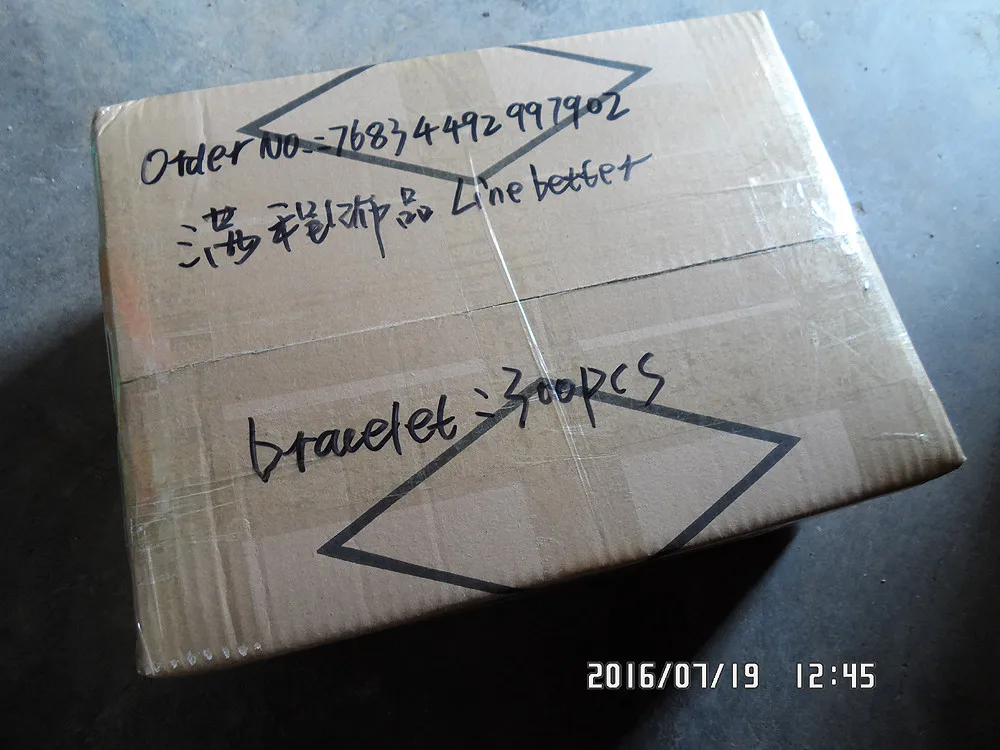 Order No.:76834492997902
满程饰品 Line better
bracelet:300pcs
2016/07/19 12:45